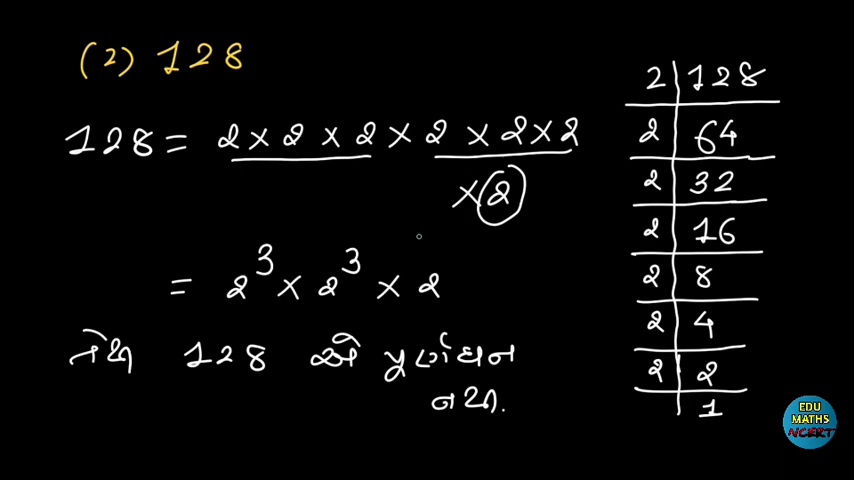 (2) 128
128 = 2 × 2 × 2 × 2 × 2 × 2
× 2
= 2³ × 2³ × 2
તેથી 128 એ પુર્ણઘન
નથી.
2 | 128
2 | 64
2 | 32
2 | 16
2 | 8
2 | 4
2 | 2
| 1
EDU
MATHS
NCERT